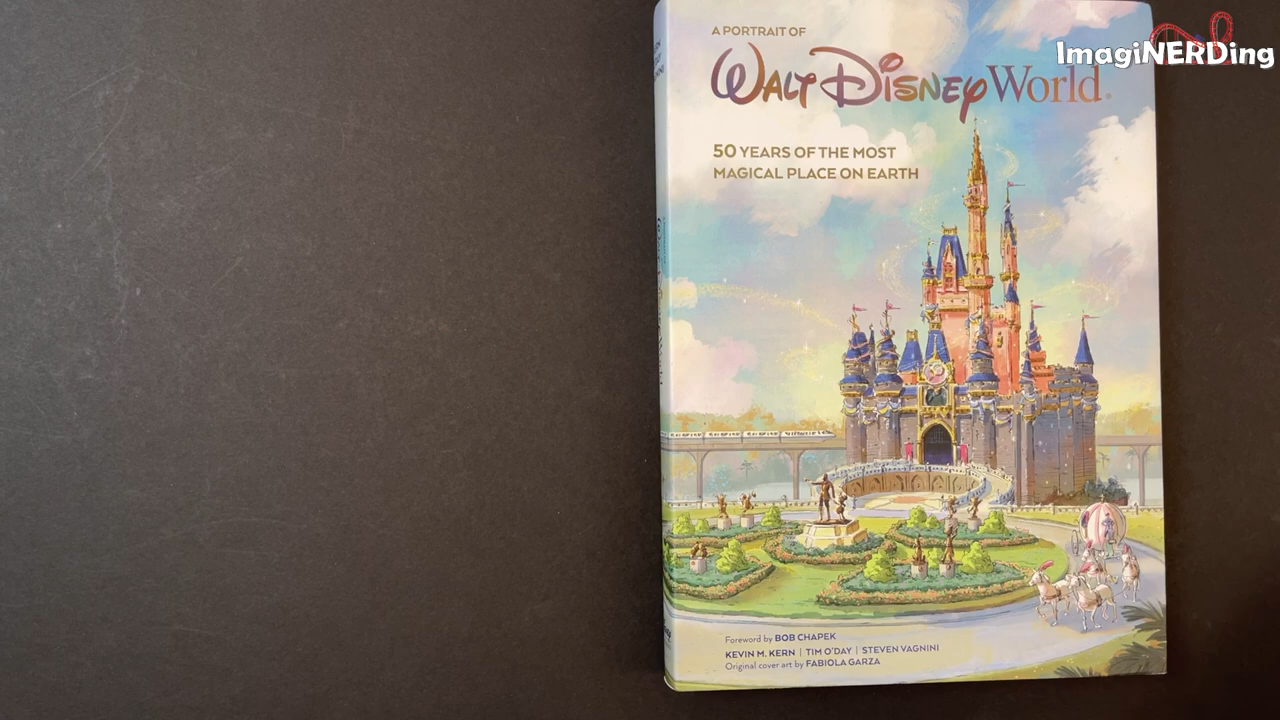 A PORTRAIT OF
WALT DISNEY World
50 YEARS OF THE MOST
MAGICAL PLACE ON EARTH
Foreword by BOB CHAPEK
KEVIN M. KERN | TIM O'DAY | STEVEN VAGNINI
Original cover art by FABIOLA GARZA
ImagiNERDing